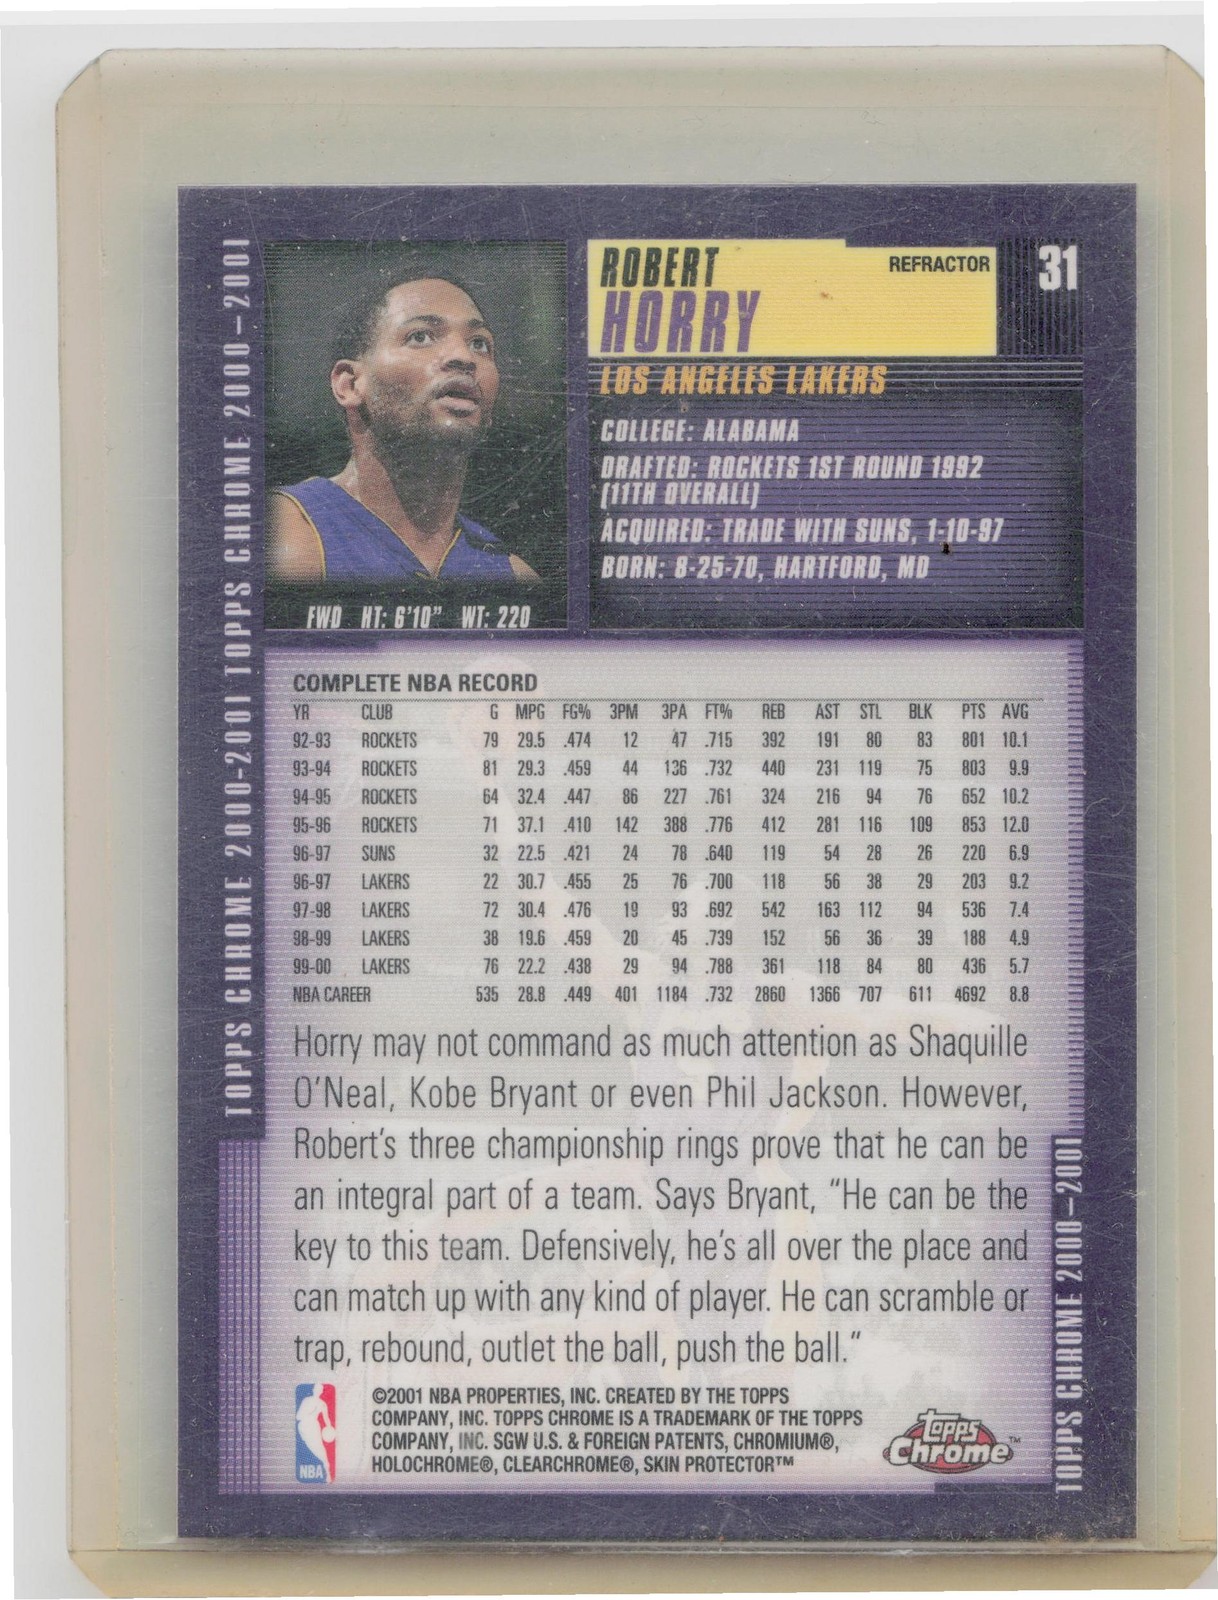 ROBERT
HORRY
REFRACTOR
31
LOS ANGELES LAKERS
COLLEGE: ALABAMA
DRAFTED: ROCKETS 1ST ROUND 1992
(11TH OVERALL)
ACQUIRED: TRADE WITH SUNS, 1-10-97
BORN: 8-25-70, HARTFORD, MD
FWD HT: 6'10" WT: 220
TOPPS CHROME 2000-2001 TOPPS CHROME 2000-2001
COMPLETE NBA RECORD
YR CLUB G MPG FG% 3PM 3PA FT% REB AST STL BLK PTS AVG
92-93 ROCKETS 79 29.5 .474 12 47 .715 392 191 80 83 801 10.1
93-94 ROCKETS 81 29.3 .459 44 136 .732 440 231 119 75 803 9.9
94-95 ROCKETS 64 32.4 .447 86 227 .761 324 216 94 76 652 10.2
95-96 ROCKETS 71 37.1 .410 142 388 .776 412 281 116 109 853 12.0
96-97 SUNS 32 22.5 .421 24 78 .640 119 54 28 26 220 6.9
96-97 LAKERS 22 30.7 .455 25 76 .700 118 56 38 29 203 9.2
97-98 LAKERS 72 30.4 .476 19 93 .692 542 163 112 94 536 7.4
98-99 LAKERS 38 19.6 .459 20 45 .739 152 56 36 39 188 4.9
99-00 LAKERS 76 22.2 .438 29 94 .788 361 118 84 80 436 5.7
NBA CAREER 535 28.8 .449 401 1184 .732 2860 1366 707 611 4692 8.8
Horry may not command as much attention as Shaquille
O'Neal, Kobe Bryant or even Phil Jackson. However,
Robert's three championship rings prove that he can be
an integral part of a team. Says Bryant, "He can be the
key to this team. Defensively, he's all over the place and
can match up with any kind of player. He can scramble or
trap, rebound, outlet the ball, push the ball."
TOPPS CHROME 2000-2001
©2001 NBA PROPERTIES, INC. CREATED BY THE TOPPS
COMPANY, INC. TOPPS CHROME IS A TRADEMARK OF THE TOPPS
COMPANY, INC. SGW U.S. & FOREIGN PATENTS, CHROMIUM®,
HOLOCHROME®, CLEARCHROME®, SKIN PROTECTOR™
NBA
Topps
Chrome™